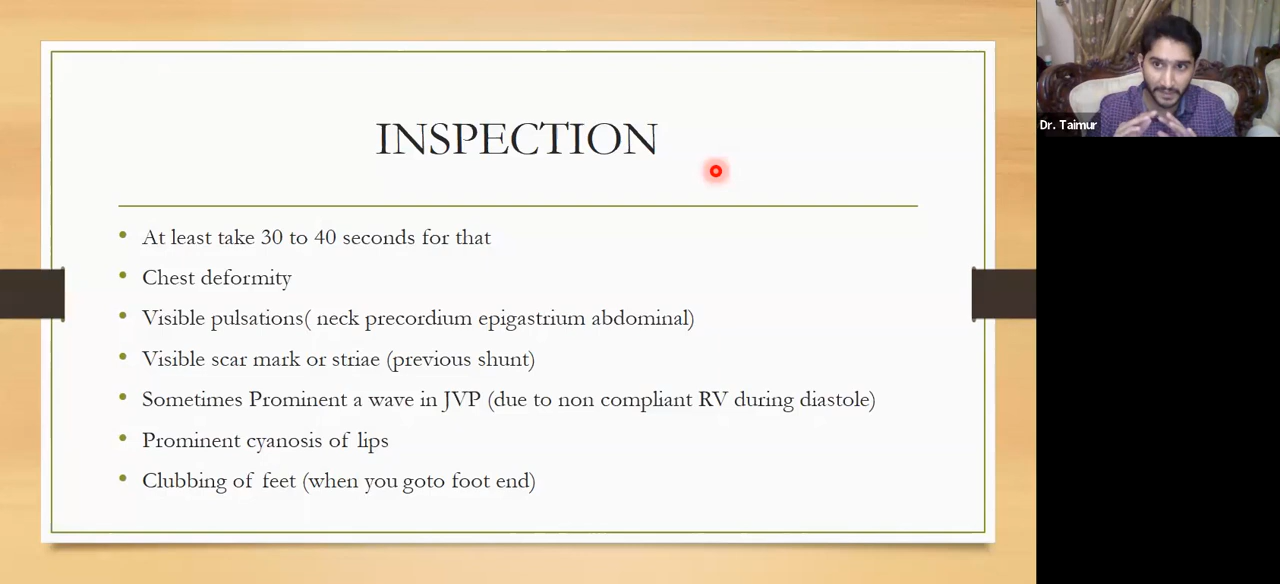 INSPECTION
At least take 30 to 40 seconds for that
Chest deformity
Visible pulsations( neck precordium epigastrium abdominal)
Visible scar mark or striae (previous shunt)
Sometimes Prominent a wave in JVP (due to non compliant RV during diastole)
Prominent cyanosis of lips
Clubbing of feet (when you goto foot end)
Dr. Taimur